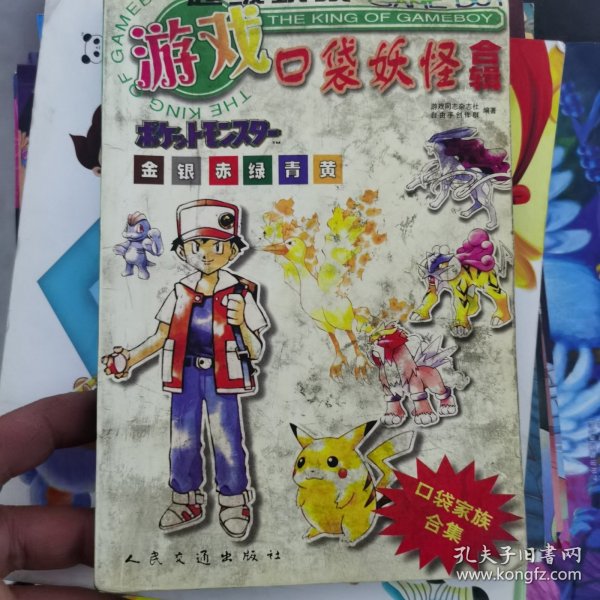 THE KING OF GAMEBOY
THE KING OF GAMEBOY
游戏
口袋妖怪
合辑
游戏同志杂志社
自由手创作群
编著
ポケットモンスター
TM
金银赤绿青黄
口袋家族
合集
人民交通出版社
孔夫子旧书网
www.kongfz.com